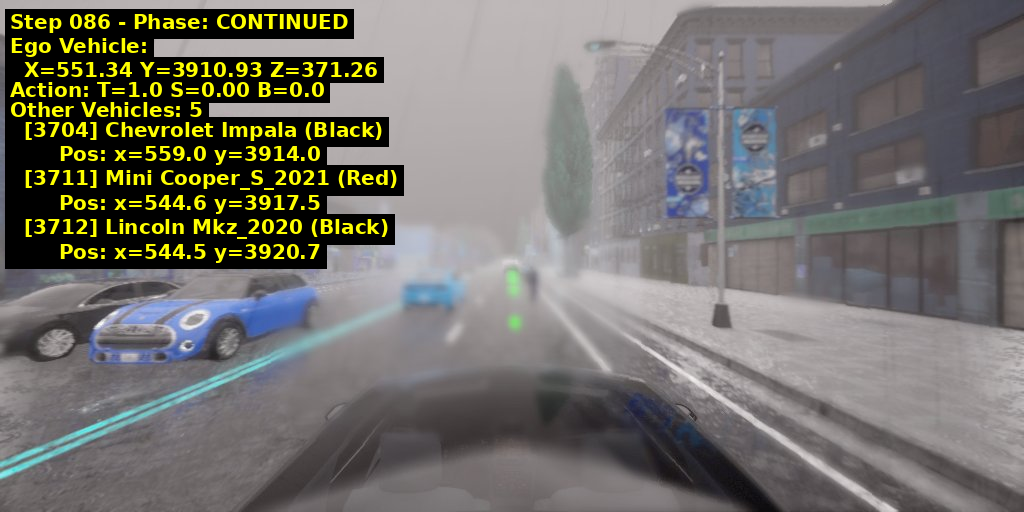 Step 086 - Phase: CONTINUED
Ego Vehicle:
X=551.34 Y=3910.93 Z=371.26
Action: T=1.0 S=0.00 B=0.0
Other Vehicles: 5
[3704] Chevrolet Impala (Black)
Pos: x=559.0 y=3914.0
[3711] Mini Cooper_S_2021 (Red)
Pos: x=544.6 y=3917.5
[3712] Lincoln Mkz_2020 (Black)
Pos: x=544.5 y=3920.7